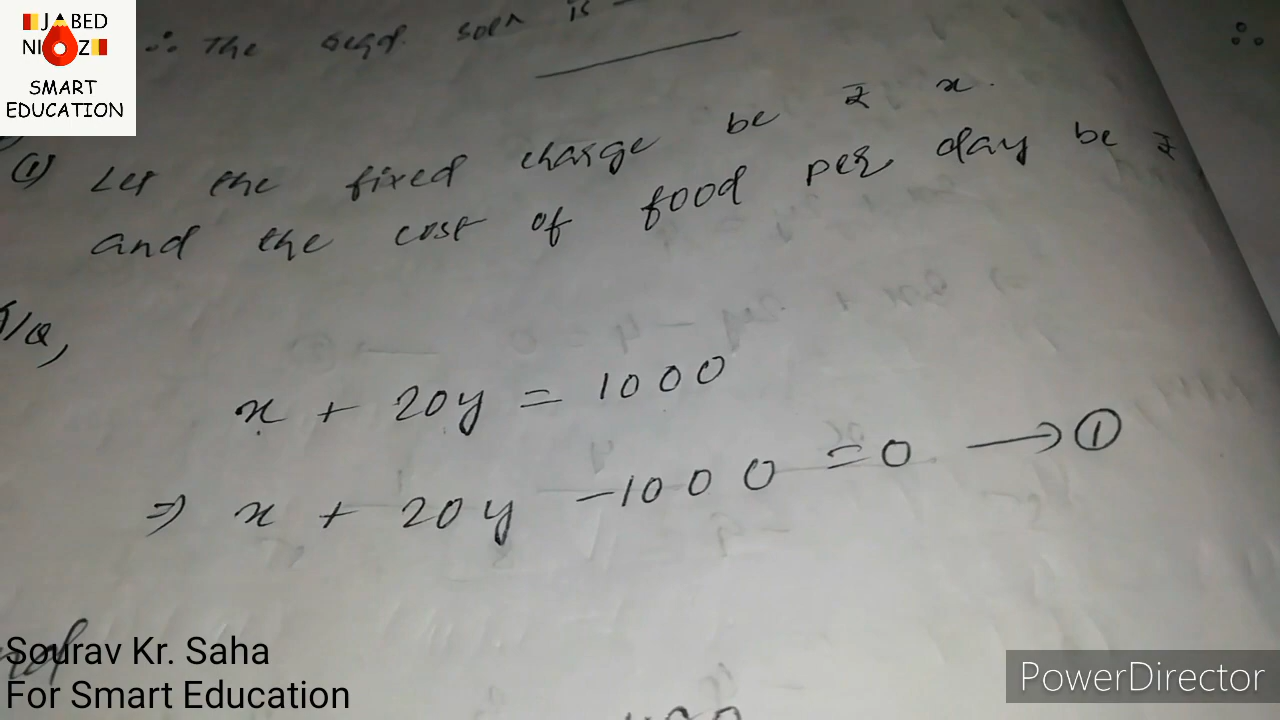 JABED
NIOZ
SMART
EDUCATION
∴ The reqd. soln is
(1) Let the fixed charge be ₹ x.
and the cost of food per day be ₹
A/Q,
x + 20y = 1000
⇒ x + 20y - 1000 = 0 → ①
Sourav Kr. Saha
For Smart Education
PowerDirector